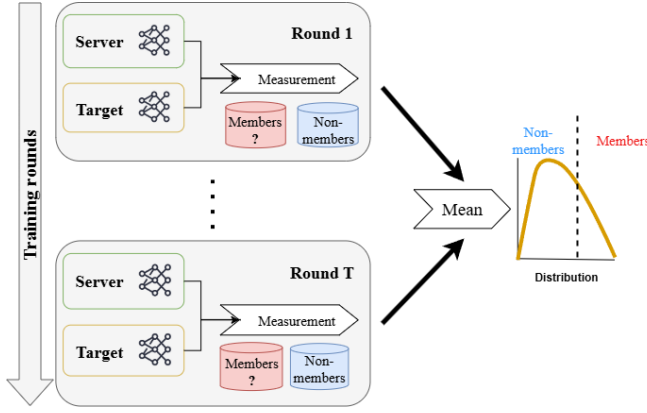 Training rounds
Round 1
Server
Target
Measurement
Members
?
Non-
members
Round T
Server
Target
Measurement
Members
?
Non-
members
Mean
Non-
members
Members
Distribution